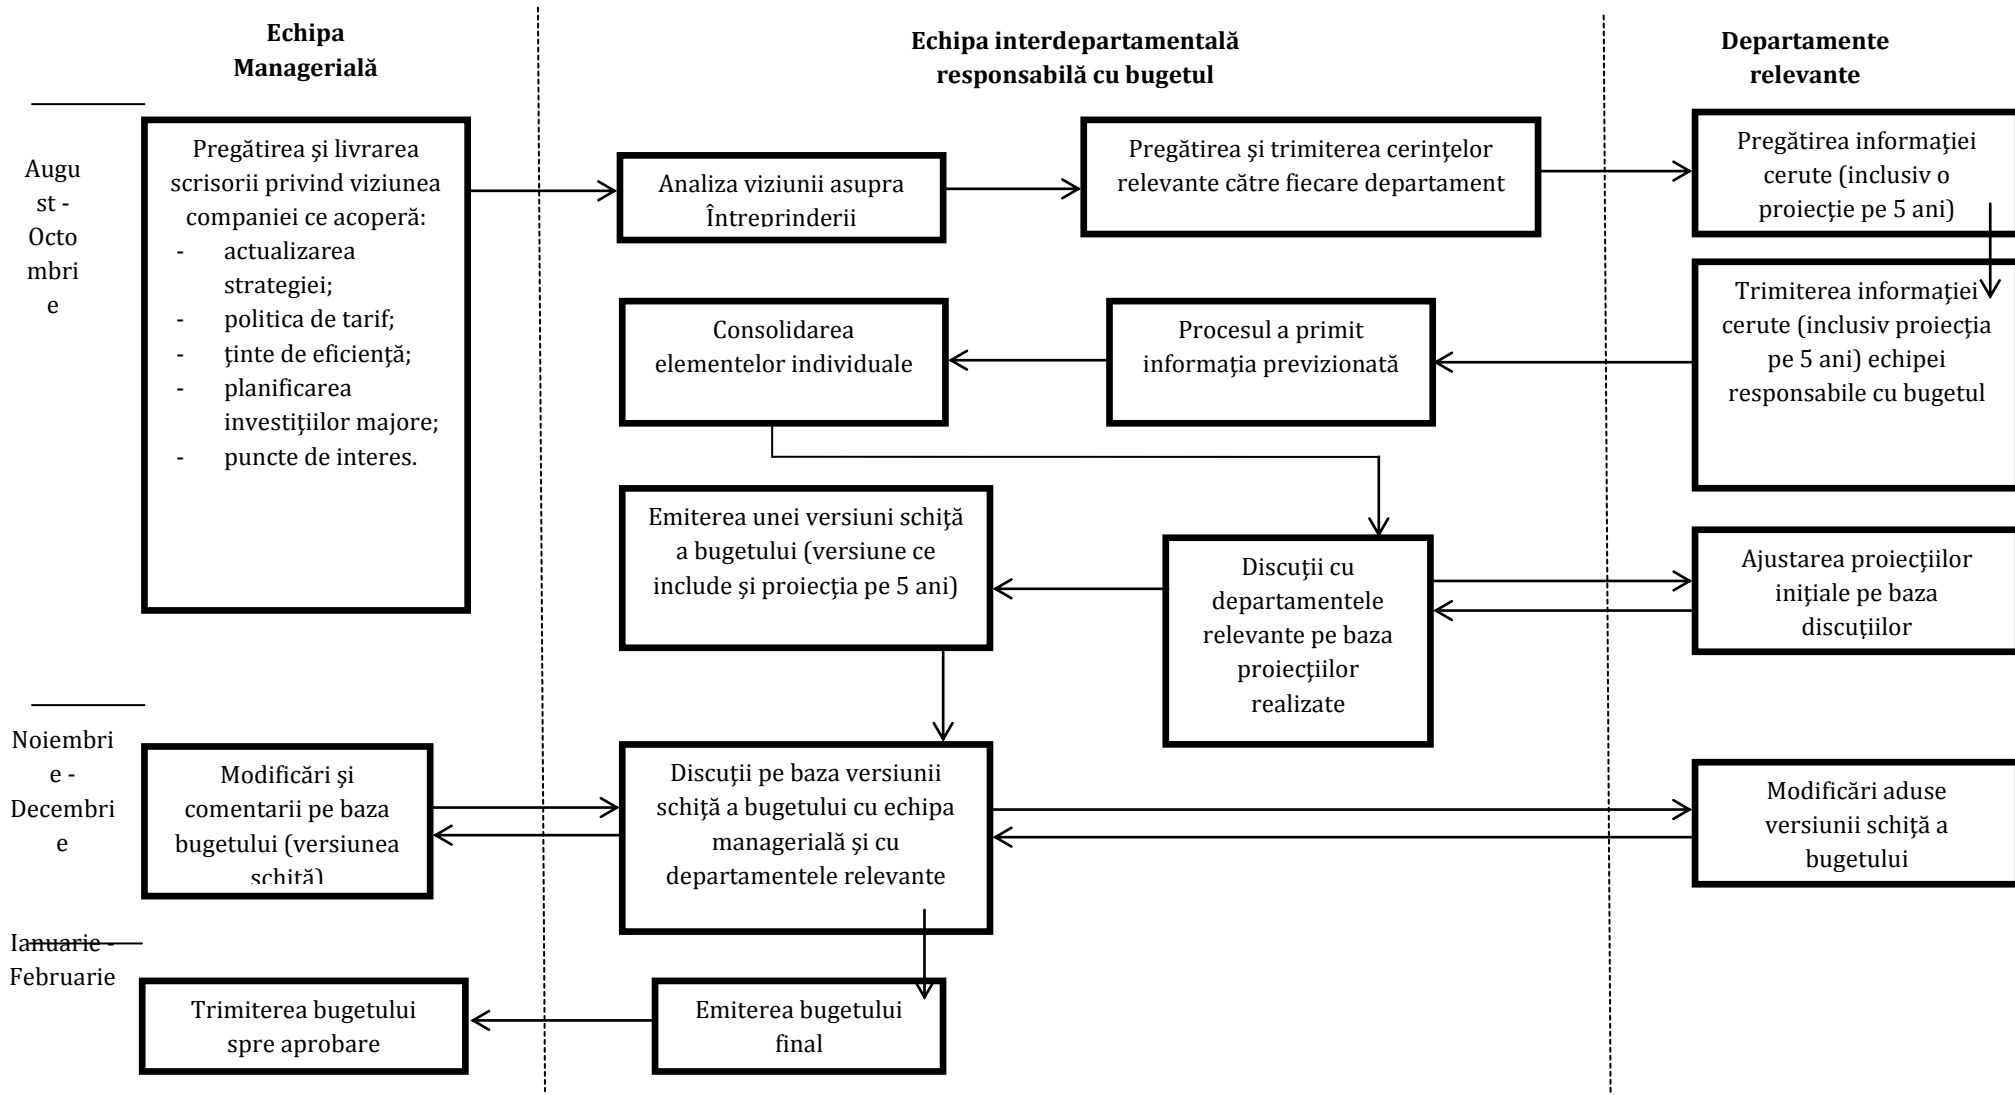 Echipa
Managerială
Echipa interdepartamentală
responsabilă cu bugetul
Departamente
relevante
Augu
st -
Octo
mbri
e
Pregătirea şi livrarea
scrisorii privind viziunea
companiei ce acoperă:
- actualizarea
strategiei;
- politica de tarif;
- ţinte de eficienţă;
- planificarea
investiţiilor majore;
- puncte de interes.
Analiza viziunii asupra
Întreprinderii
Pregătirea şi trimiterea cerinţelor
relevante către fiecare departament
Pregătirea informaţiei
cerute (inclusiv o
proiecţie pe 5 ani)
Consolidarea
elementelor individuale
Procesul a primit
informaţia previzionată
Trimiterea informaţiei
cerute (inclusiv proiecţia
pe 5 ani) echipei
responsabile cu bugetul
Emiterea unei versiuni schiţă
a bugetului (versiune ce
include şi proiecţia pe 5 ani)
Discuţii cu
departamentele
relevante pe baza
proiecţiilor
realizate
Ajustarea proiecţiilor
iniţiale pe baza
discuţiilor
Noiembri
e -
Decembri
e
Modificări şi
comentarii pe baza
bugetului (versiunea
schiţă)
Discuţii pe baza versiunii
schiţă a bugetului cu echipa
managerială şi cu
departamentele relevante
Modificări aduse
versiunii schiţă a
bugetului
Ianuarie -
Februarie
Trimiterea bugetului
spre aprobare
Emiterea bugetului
final